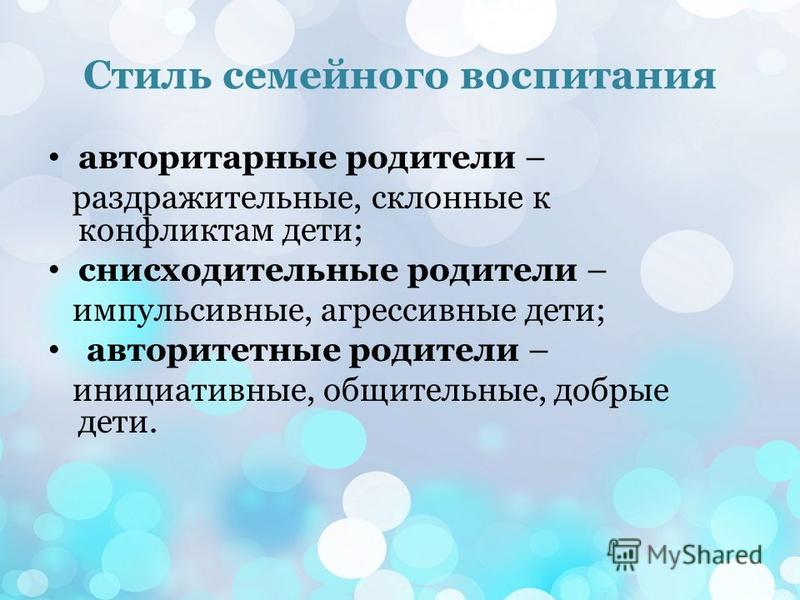 Стиль семейного воспитания
• авторитарные родители –
раздражительные, склонные к
конфликтам дети;
• снисходительные родители –
импульсивные, агрессивные дети;
• авторитетные родители –
инициативные, общительные, добрые
дети.
MyShared